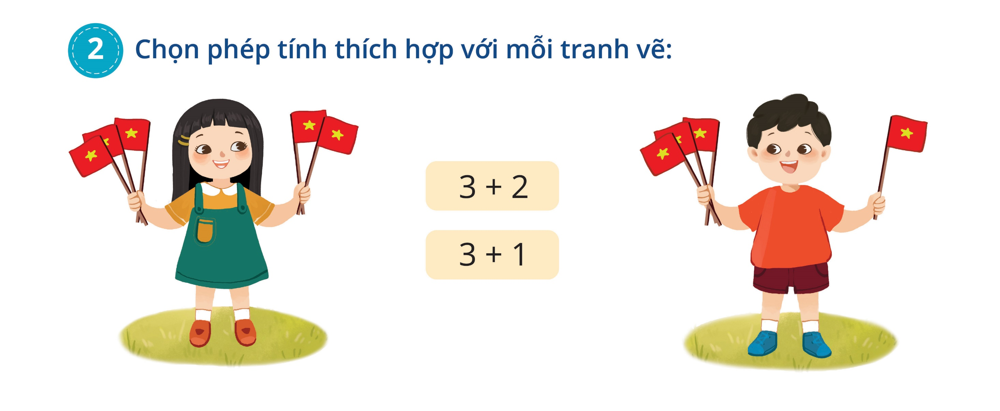 2 Chọn phép tính thích hợp với mỗi tranh vẽ:
3 + 2
3 + 1